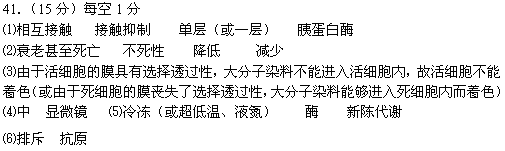 41.（15分）每空1分
⑴相互接触　接触抑制　单层（或一层）　胰蛋白酶
⑵衰老甚至死亡　不死性　降低　减少
⑶由于活细胞的膜具有选择透过性，大分子染料不能进入活细胞内，故活细胞不能
着色（或由于死细胞的膜丧失了选择透过性，大分子染料能够进入死细胞内而着色）
⑷中　显微镜　⑸冷冻（或超低温、液氮）　酶　新陈代谢
⑹排斥　抗原